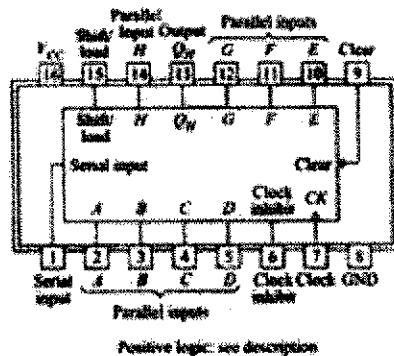 Parallel
V_CC Shift/ Input Output Parallel inputs
load H Q_H G F E Clear
16 15 14 13 12 11 10 9
Shift/ H Q_H G F E
load
Serial input Clear
Clock
A B C D inhibitor CK
1 2 3 4 5 6 7 8
Serial A B C D Clock Clock GND
input inhibitor
Parallel inputs
Positive logic: see description